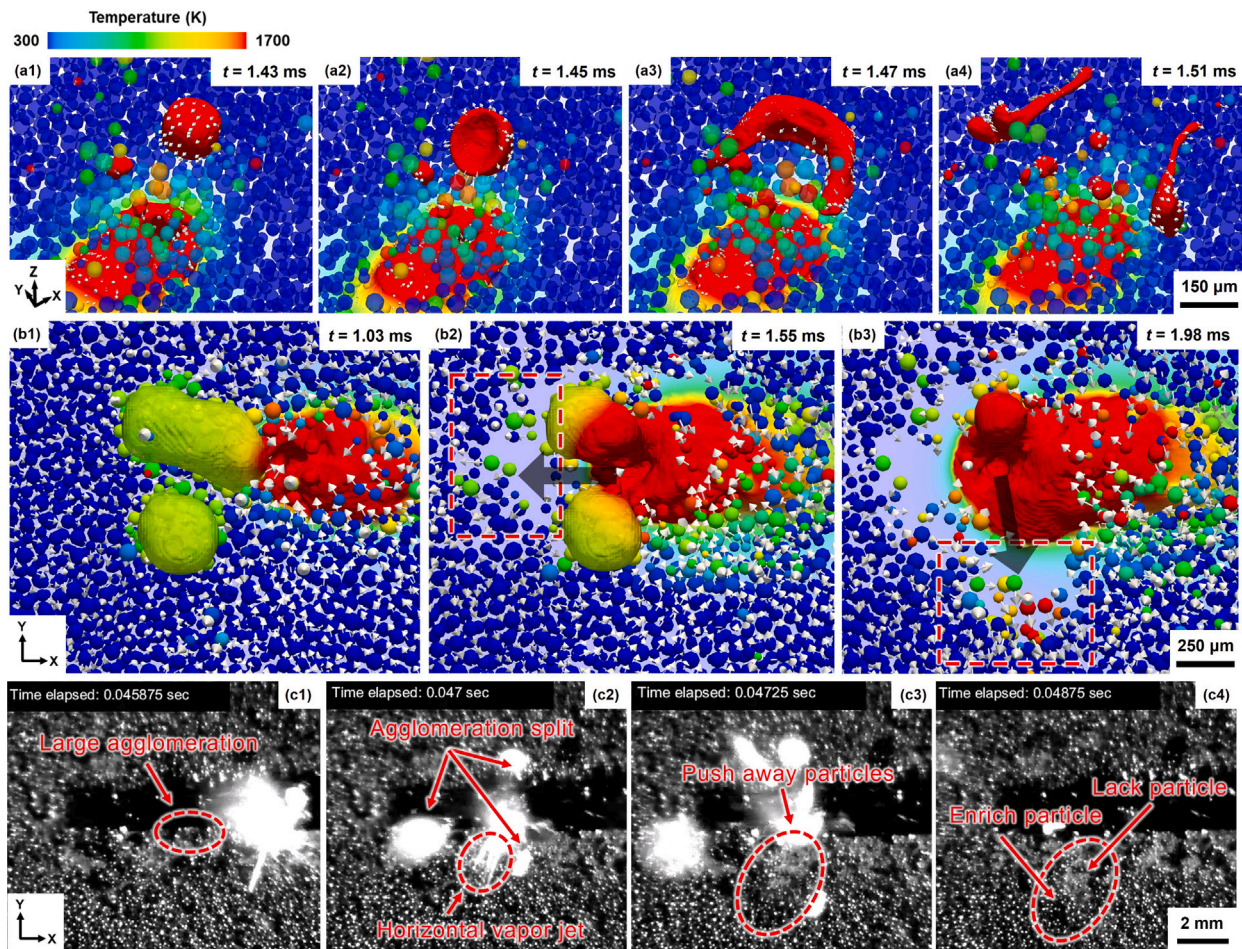 Temperature (K)
300 1700
(a1) t = 1.43 ms
(a2) t = 1.45 ms
(a3) t = 1.47 ms
(a4) t = 1.51 ms
Z
Y X
150 μm
(b1) t = 1.03 ms
(b2) t = 1.55 ms
(b3) t = 1.98 ms
Y
X
250 μm
Time elapsed: 0.045875 sec (c1)
Time elapsed: 0.047 sec (c2)
Time elapsed: 0.04725 sec (c3)
Time elapsed: 0.04875 sec (c4)
Large agglomeration
Agglomeration split
Push away particles
Lack particle
Enrich particle
Horizontal vapor jet
Y
X
2 mm